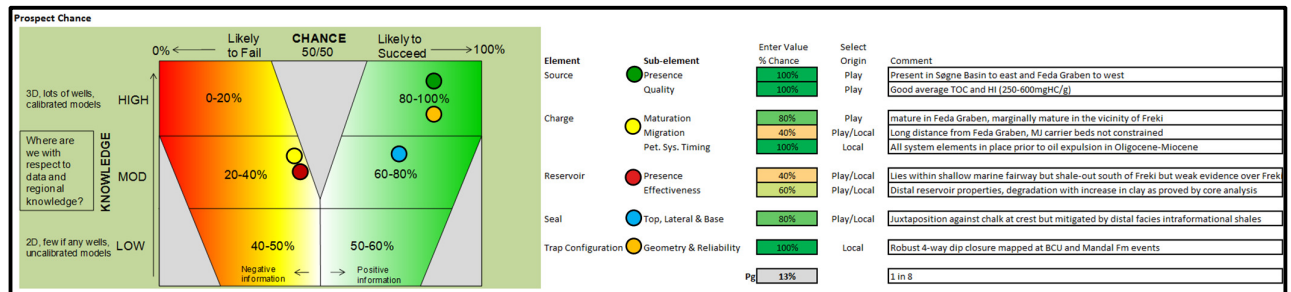 Prospect Chance
Likely to Fail
CHANCE 50/50
Likely to Succeed
0%
100%
3D, lots of wells, calibrated models
HIGH
0-20%
80-100%
Where are we with respect to data and regional knowledge?
KNOWLEDGE
MOD
20-40%
60-80%
2D, few if any wells, uncalibrated models
LOW
40-50%
50-60%
Negative information
Positive information
Enter Value Select
Element Sub-element % Chance Origin Comment
Source Presence 100% Play Present in Søgne Basin to east and Feda Graben to west
Quality 100% Play Good average TOC and HI (250-600mgHC/g)
Charge Maturation 80% Play mature in Feda Graben, marginally mature in the vicinity of Freki
Migration 40% Play/Local Long distance from Feda Graben, MJ carrier beds not constrained
Pet. Sys. Timing 100% Local All system elements in place prior to oil expulsion in Oligocene-Miocene
Reservoir Presence 40% Play/Local Lies within shallow marine fairway but shale-out south of Freki but weak evidence over Freki
Effectiveness 60% Play/Local Distal reservoir properties, degradation with increase in clay as proved by core analysis
Seal Top, Lateral & Base 80% Play/Local Juxtaposition against chalk at crest but mitigated by distal facies intraformational shales
Trap Configuration Geometry & Reliability 100% Local Robust 4-way dip closure mapped at BCU and Mandal Fm events
Pg 13% 1 in 8